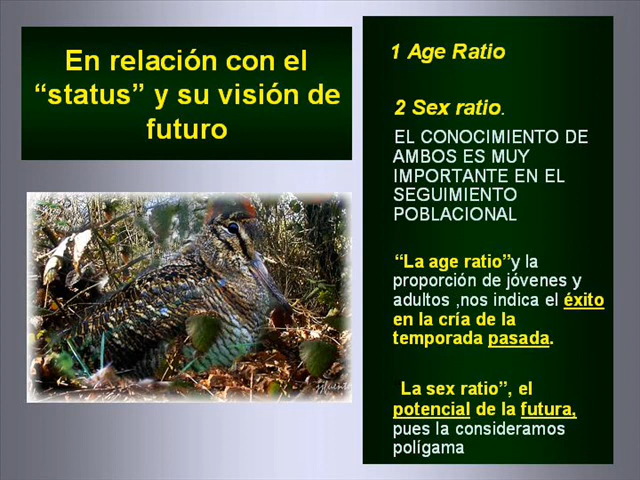 En relación con el
“status” y su visión de
futuro
1 Age Ratio
2 Sex ratio.
EL CONOCIMIENTO DE
AMBOS ES MUY
IMPORTANTE EN EL
SEGUIMIENTO
POBLACIONAL
“La age ratio”y la
proporción de jóvenes y
adultos ,nos indica el éxito
en la cría de la
temporada pasada.
La sex ratio”, el
potencial de la futura,
pues la consideramos
polígama